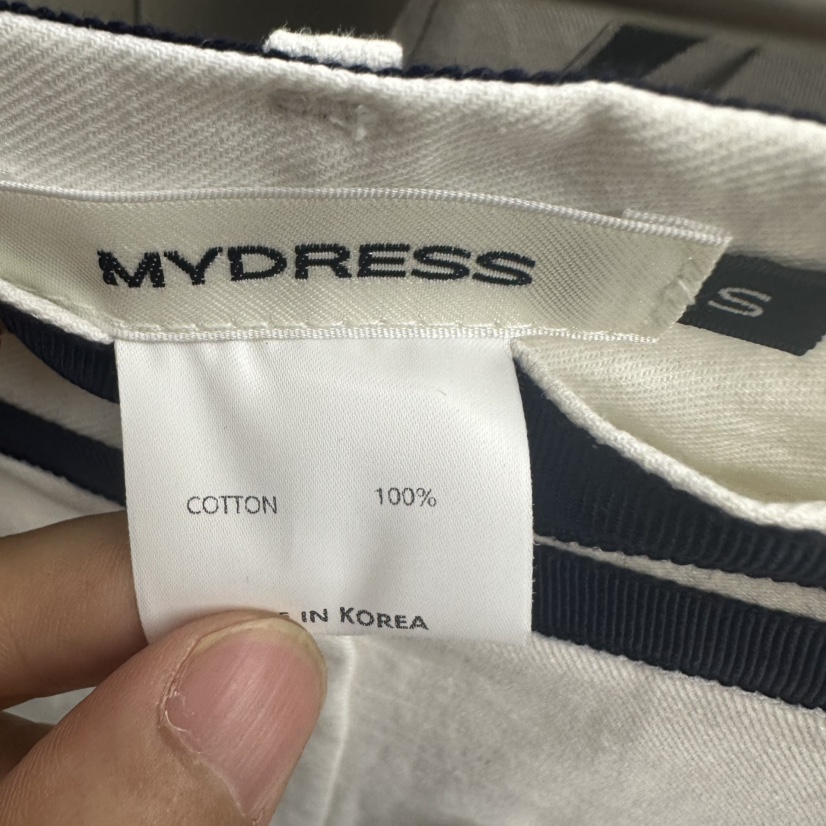 MYDRESS
S
COTTON 100%
IN KOREA